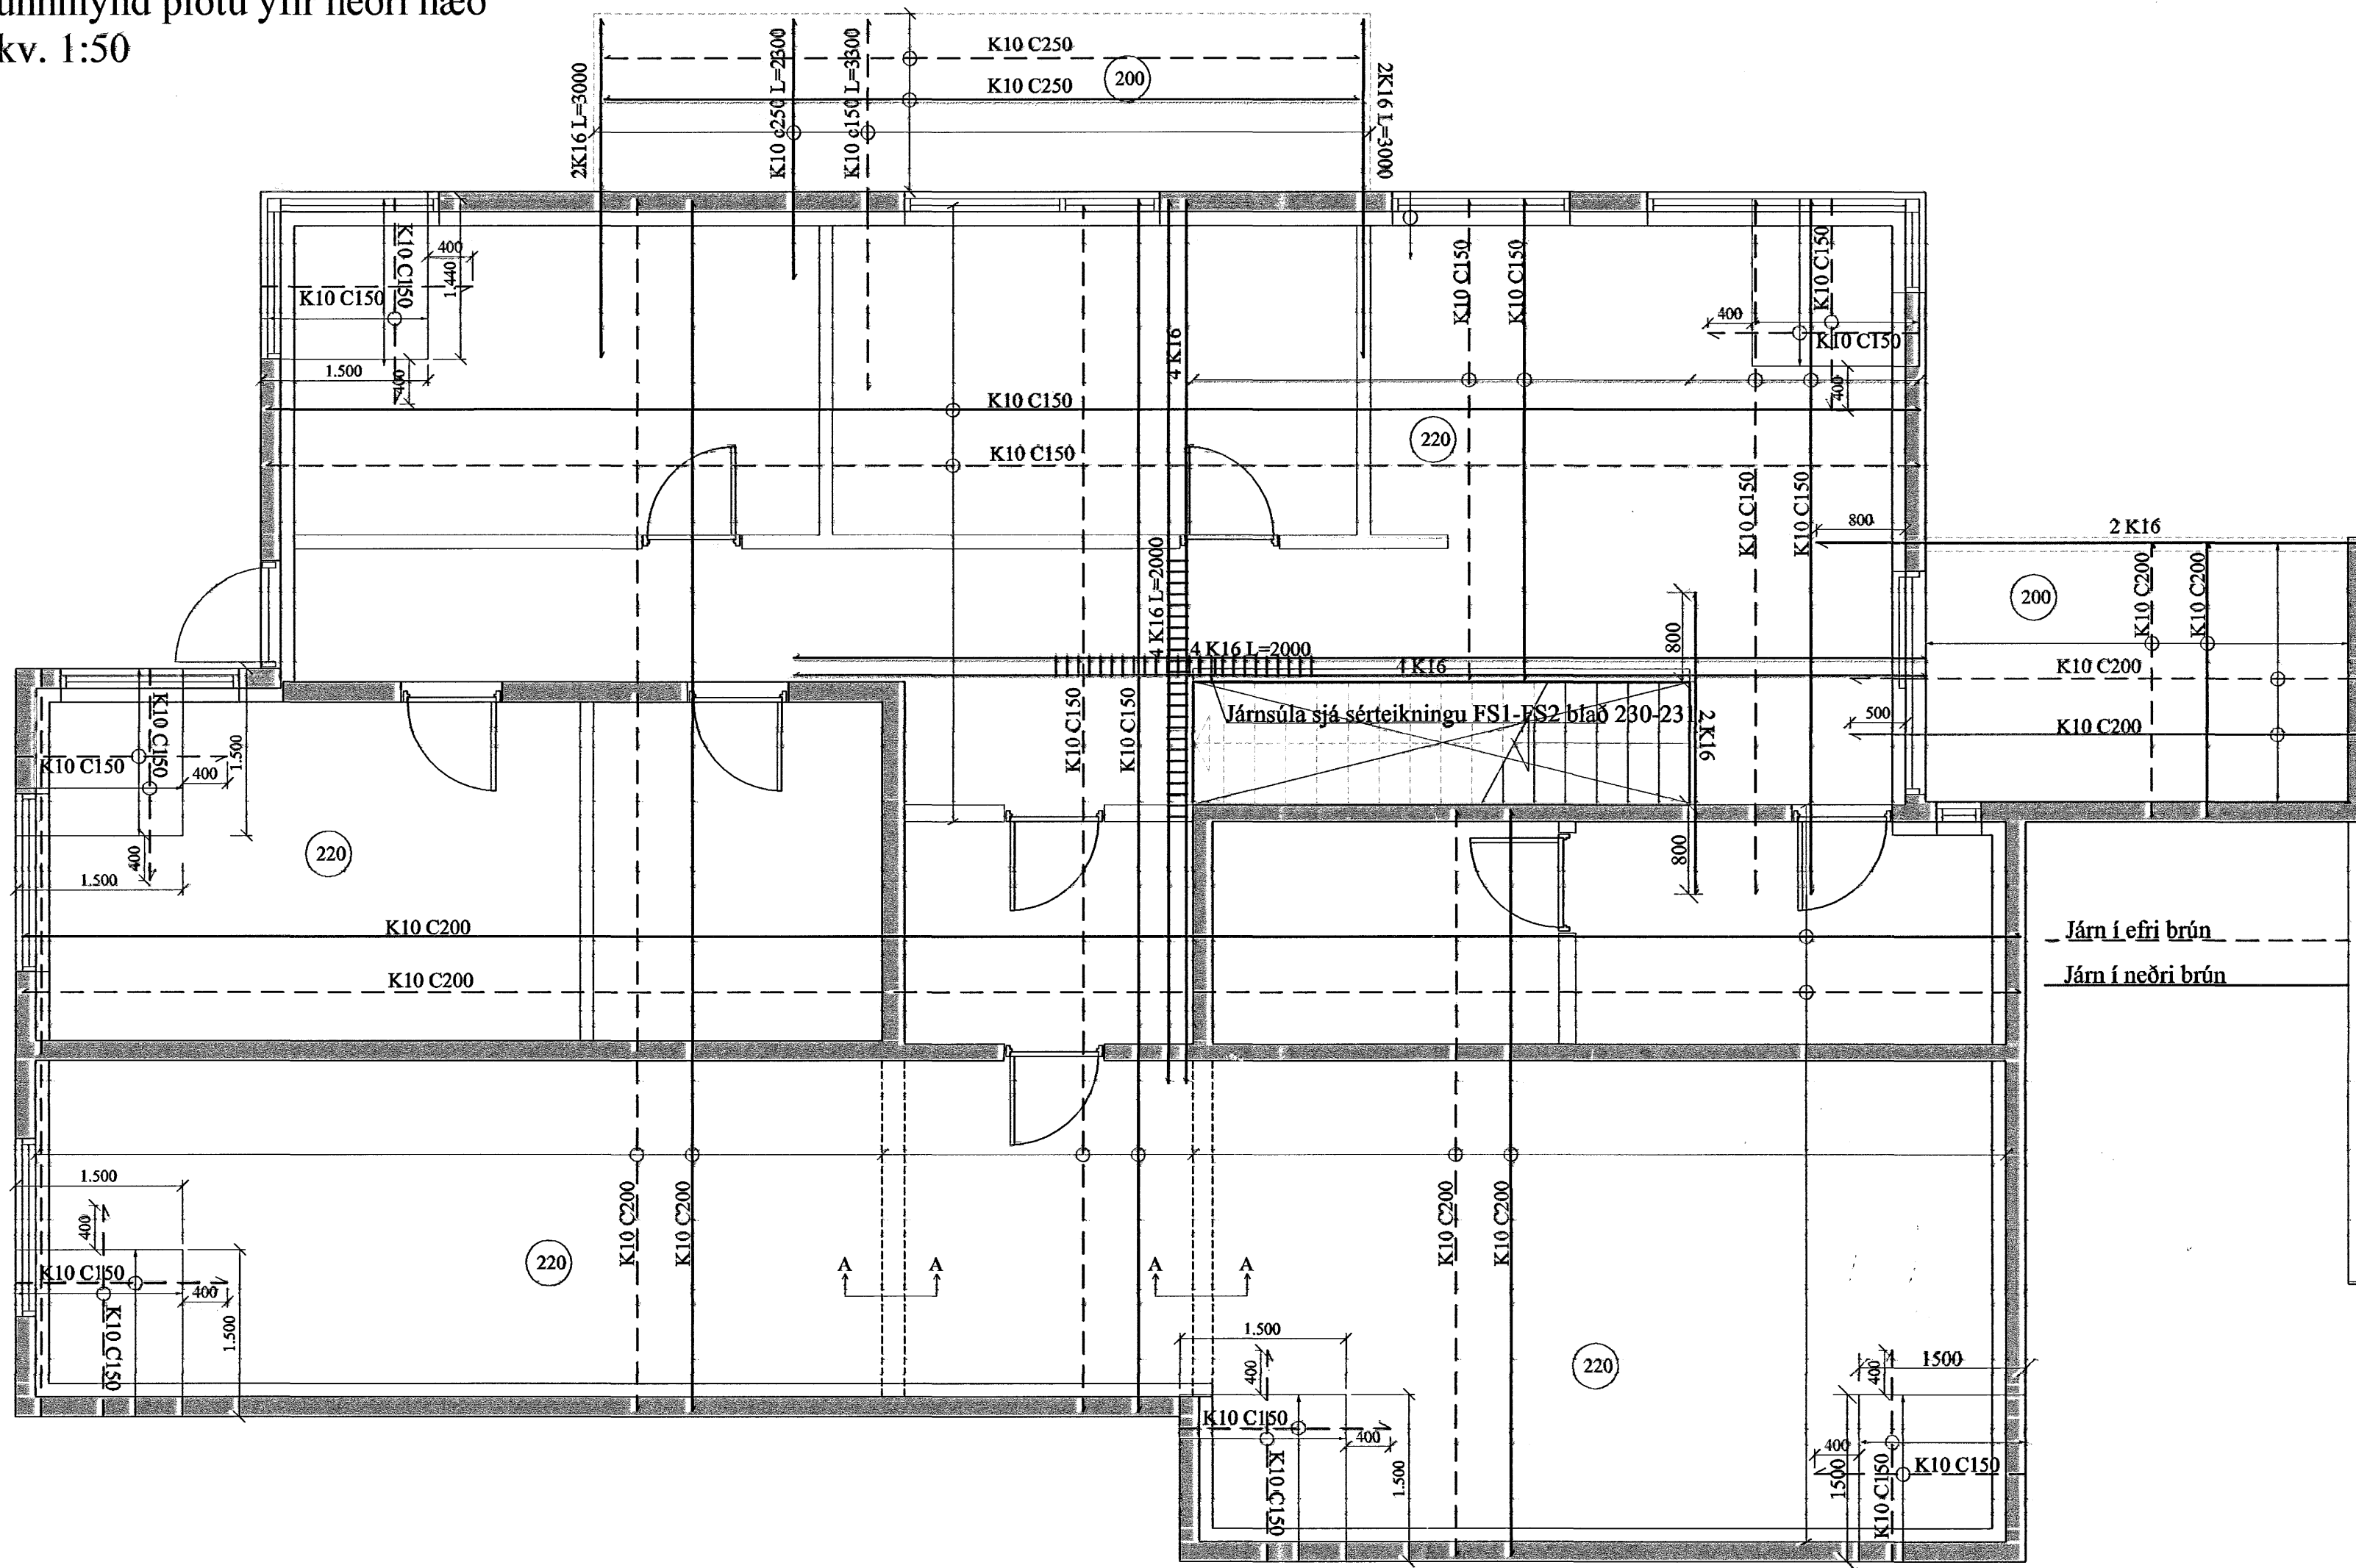 plötu yfir neðri hæð
kv. 1:50
K10 C250
K10 C250
200
2K16 L=3000
K10 c250 L=2300
K10 c150 L=3300
2K16 L=3000
K10 C150
400
1.440
K10 C150
1.500
400
4 K16
K10 C150
K10 C150
K10 C150
400
K10 C150
400
K10 C150
K10 C150
220
K10 C150
K10 C150
800
2 K16
4 K16 L=2000
200
K10 C200
K10 C200
800
4 K16 L=2000
4 K16
K10 C200
500
K10 C200
Járnsúla sjá sérteikningu FS1-FS2 blað 230-231
2 K16
K10 C150
K10 C150
K10 C150
K10 C150
400
1.500
400
1.500
220
800
K10 C200
K10 C200
Járn í efri brún
Járn í neðri brún
1.500
400
K10 C150
400
K10 C150
1.500
220
K10 C200
K10 C200
A
A
A
A
K10 C200
K10 C200
1.500
400
K10 C150
400
K10 C150
1.500
220
1500
400
400
1500
K10 C150
K10 C150